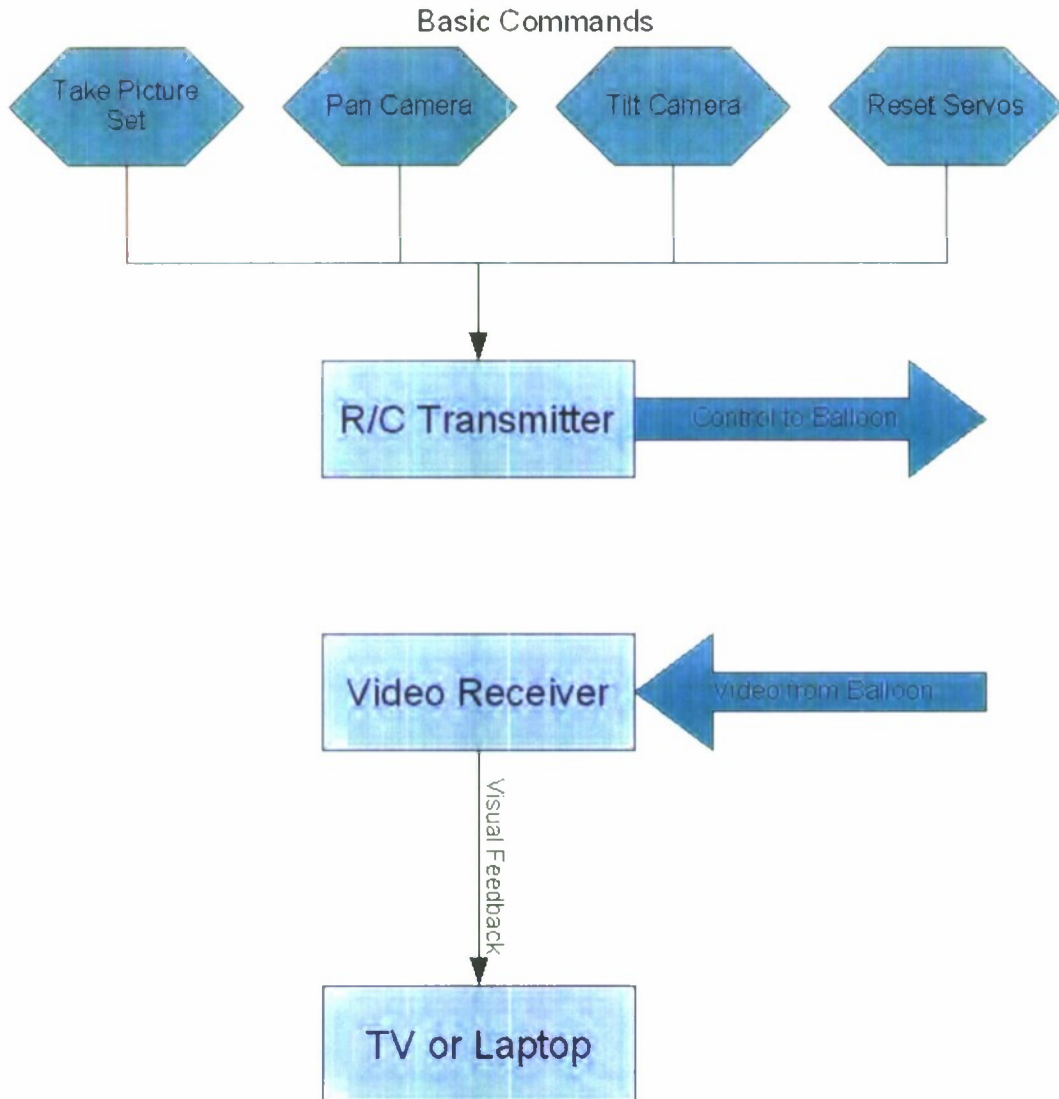 Basic Commands
Take Picture
Set
Pan Camera
Tilt Camera
Reset Servos
R/C Transmitter
Control to Balloon
Video Receiver
Video from Balloon
Visual Feedback
TV or Laptop